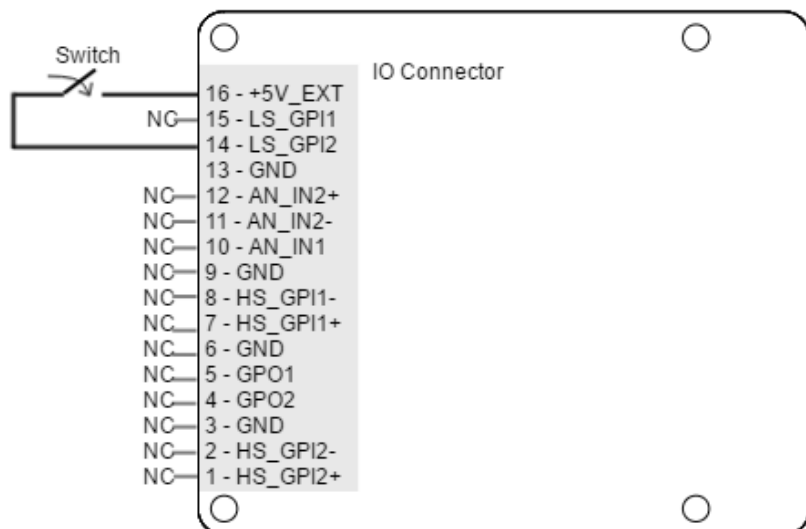 IO Connector
Switch
16 - +5V_EXT
NC 15 - LS_GPI1
14 - LS_GPI2
13 - GND
NC 12 - AN_IN2+
NC 11 - AN_IN2-
NC 10 - AN_IN1
NC 9 - GND
NC 8 - HS_GPI1-
NC 7 - HS_GPI1+
NC 6 - GND
NC 5 - GPO1
NC 4 - GPO2
NC 3 - GND
NC 2 - HS_GPI2-
NC 1 - HS_GPI2+